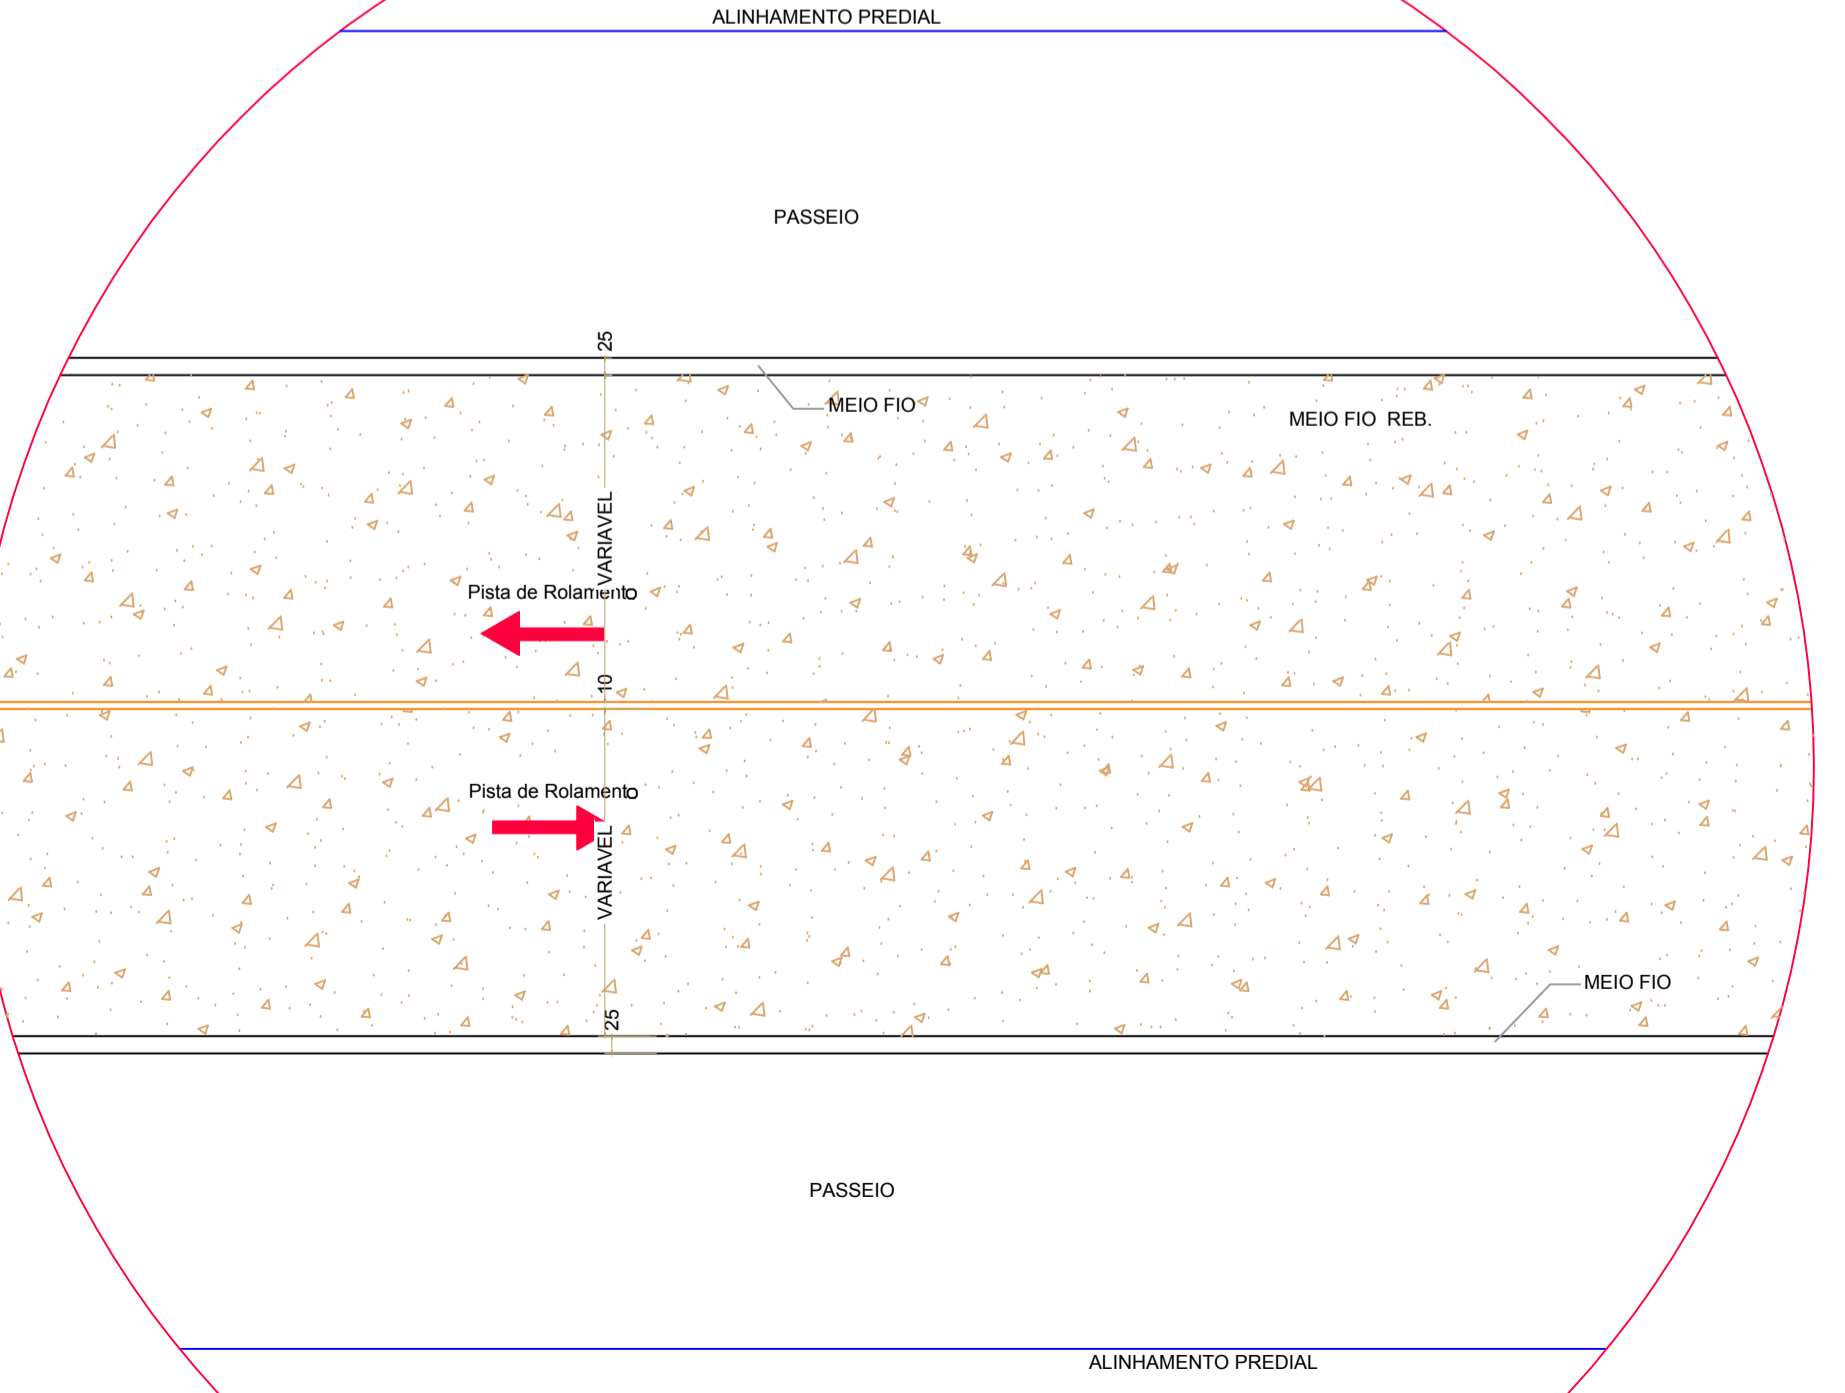 ALINHAMENTO PREDIAL
PASSEIO
25
MEIO FIO
MEIO FIO REB.
VARIAVEL
Pista de Rolamento
10
Pista de Rolamento
VARIAVEL
MEIO FIO
25
PASSEIO
ALINHAMENTO PREDIAL